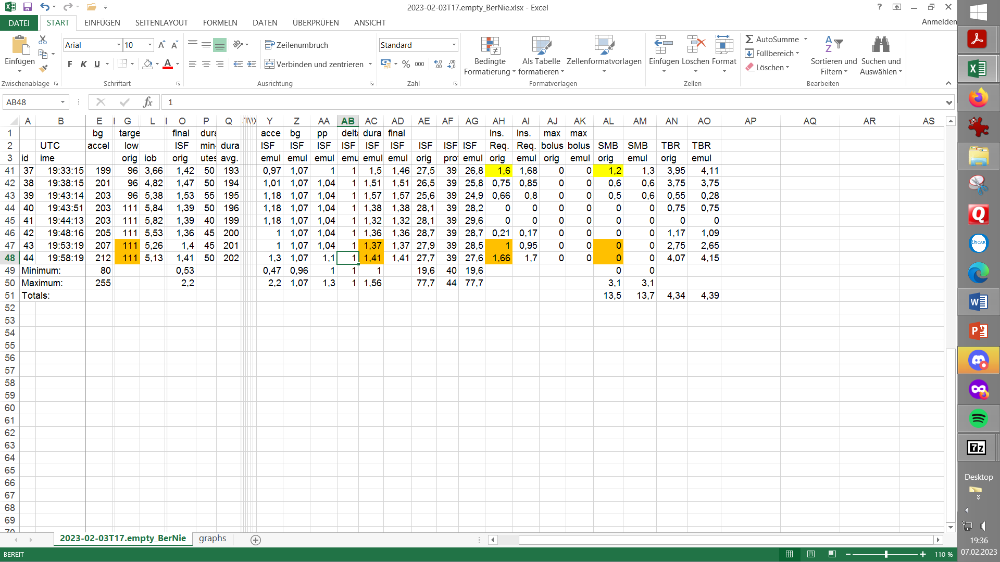 2023-02-03T17.empty_BerNie.xlsx - Excel
DATEI START EINFÜGEN SEITENLAYOUT FORMELN DATEN ÜBERPRÜFEN ANSICHT Anmelden
Arial 10 Zeilenumbruch Standard AutoSumme
Einfügen F K U A Verbinden und zentrieren % 000 Bedingte Formatierung Als Tabelle formatieren Zellenformatvorlagen Einfügen Löschen Format Füllbereich Löschen Sortieren und Filtern Suchen und Auswählen
Zwischenablage Schriftart Ausrichtung Zahl Formatvorlagen Zellen Bearbeiten
AB48 fx 1
A B E G L O P Q Y Z AA AB AC AD AE AF AG AH AI AJ AK AL AM AN AO AP AQ AR AS
1 bg targe final dura acce bg pp delta dura final Ins. Ins. max max
2 UTC accel low ISF min- dura ISF ISF ISF ISF ISF ISF ISF ISF ISF Req. Req. bolus bolus SMB SMB TBR TBR
3 id ime orig iob orig utes avg. emul emul emul emu emul emul orig prof emul orig emul orig emul orig emul orig emul
41 37 19:33:15 199 96 3,66 1,42 50 193 0,97 1,07 1 1 1,5 1,46 27,5 39 26,8 1,6 1,68 0 0 1,2 1,3 3,95 4,11
42 38 19:38:15 201 96 4,82 1,47 50 194 1,01 1,07 1,04 1 1,51 1,51 26,5 39 25,8 0,75 0,85 0 0 0,6 0,6 3,75 3,75
43 39 19:43:14 203 96 5,38 1,53 55 195 1,18 1,07 1,04 1 1,57 1,57 25,6 39 24,9 0,66 0,8 0 0 0,5 0,6 0,55 0,28
44 40 19:43:51 203 111 5,84 1,39 50 196 1,18 1,07 1,04 1 1,38 1,38 28,1 39 28,2 0 0 0 0 0 0 0,75 0,75
45 41 19:44:13 203 111 5,82 1,39 40 199 1,18 1,07 1,04 1 1,32 1,32 28,1 39 29,6 0 0 0 0 0 0 0 0
46 42 19:48:16 205 111 5,53 1,36 45 200 1 1,07 1,04 1 1,36 1,36 28,7 39 28,7 0,21 0,17 0 0 0 0 1,17 1,09
47 43 19:53:19 207 111 5,26 1,4 45 201 1 1,07 1,04 1 1,37 1,37 27,9 39 28,5 1 0,95 0 0 0 0 2,75 2,65
48 44 19:58:19 212 111 5,13 1,41 50 202 1,3 1,07 1,1 1 1,41 1,41 27,7 39 27,6 1,66 1,7 0 0 0 0 4,07 4,15
49 Minimum: 80 0,53 0,47 0,96 1 1 1 19,6 40 19,6 0 0
50 Maximum: 255 2,2 2,2 1,07 1,3 1 1,56 77,7 44 77,7 3,1 3,1
51 Totals: 13,5 13,7 4,34 4,39
52
53
54
55
56
57
58
59
60
61
62
63
64
65
66
67
68
69
2023-02-03T17.empty_BerNie graphs
BEREIT 110 %
Desktop
19:36
07.02.2023